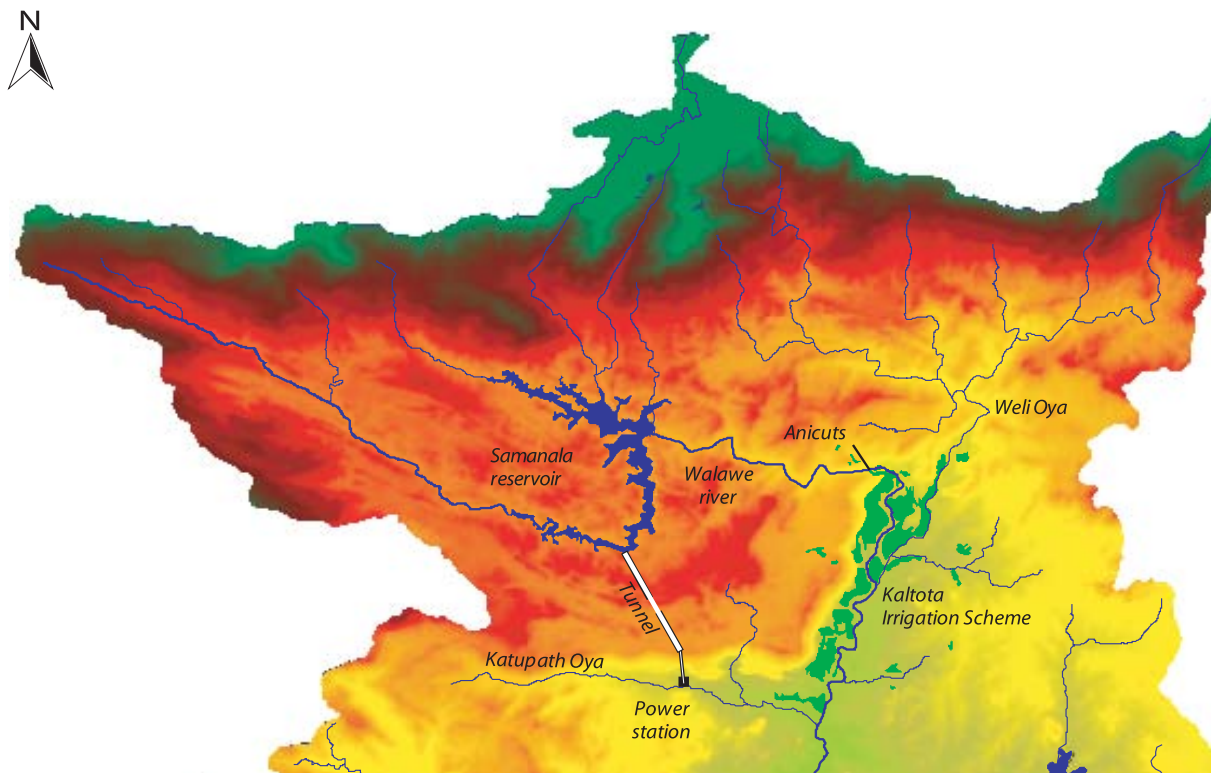 N
Weli Oya
Anicuts
Samanala
reservoir
Walawe
river
Tunnel
Kaltota
Irrigation Scheme
Katupath Oya
Power
station